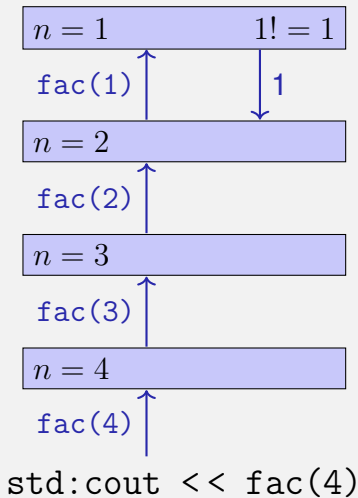 n = 1 1! = 1
fac(1) 1
n = 2
fac(2)
n = 3
fac(3)
n = 4
fac(4)
std:cout << fac(4)